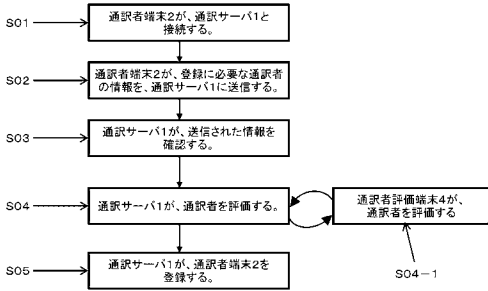 S01
通訳者端末2が、通訳サーバ1と
接続する。
S02
通訳者端末2が、登録に必要な通訳者
の情報を、通訳サーバ1に送信する。
S03
通訳サーバ1が、送信された情報を
確認する。
S04
通訳サーバ1が、通訳者を評価する。
通訳者評価端末4が、
通訳者を評価する
S04-1
S05
通訳サーバ1が、通訳者端末2を
登録する。